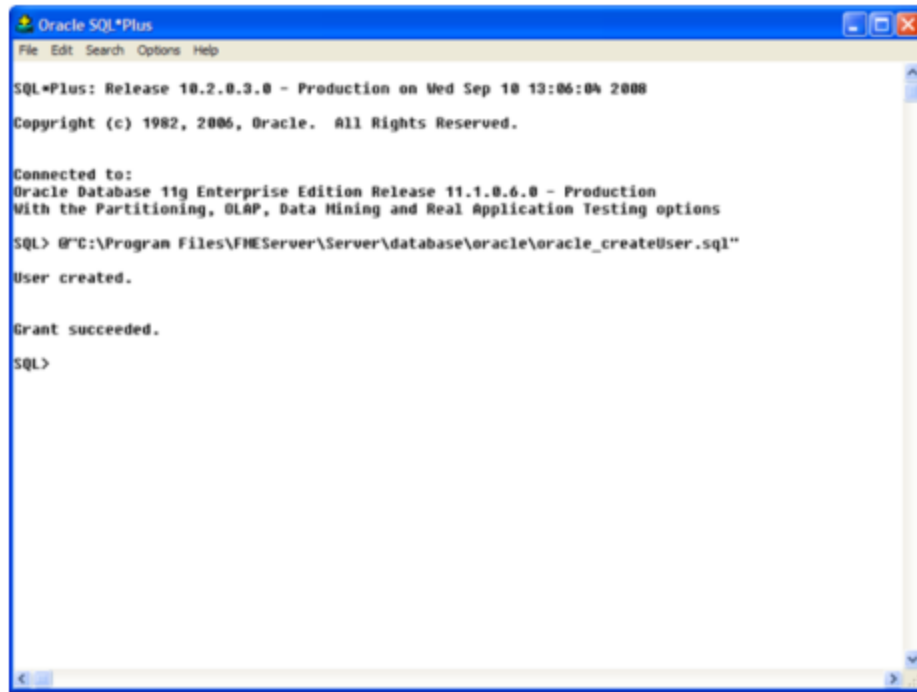 Oracle SQL*Plus
File Edit Search Options Help
SQL*Plus: Release 10.2.0.3.0 - Production on Wed Sep 10 13:06:04 2008
Copyright (c) 1982, 2006, Oracle. All Rights Reserved.
Connected to:
Oracle Database 11g Enterprise Edition Release 11.1.0.6.0 - Production
With the Partitioning, OLAP, Data Mining and Real Application Testing options
SQL> @"C:\Program Files\FMEServer\Server\database\oracle\oracle_createUser.sql"
User created.
Grant succeeded.
SQL>